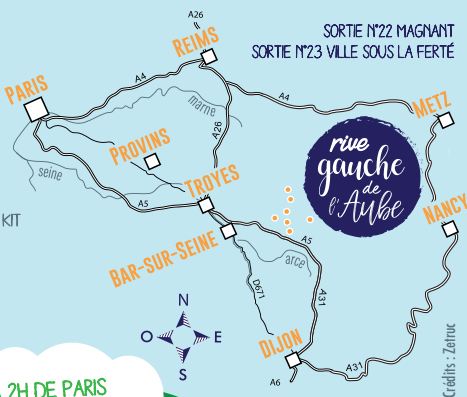 A26
SORTIE N°22 MAGNANT
SORTIE N°23 VILLE SOUS LA FERTÉ
REIMS
PARIS
A4
A4
marne
METZ
A26
PROVINS
rive
gauche
de
l'Aube
seine
TROYES
NANCY
KIT
A5
A5
BAR-SUR-SEINE
arce
D671
A31
N
O
E
S
DIJON
A31
A6
2H DE PARIS
Crédits : Zetruc